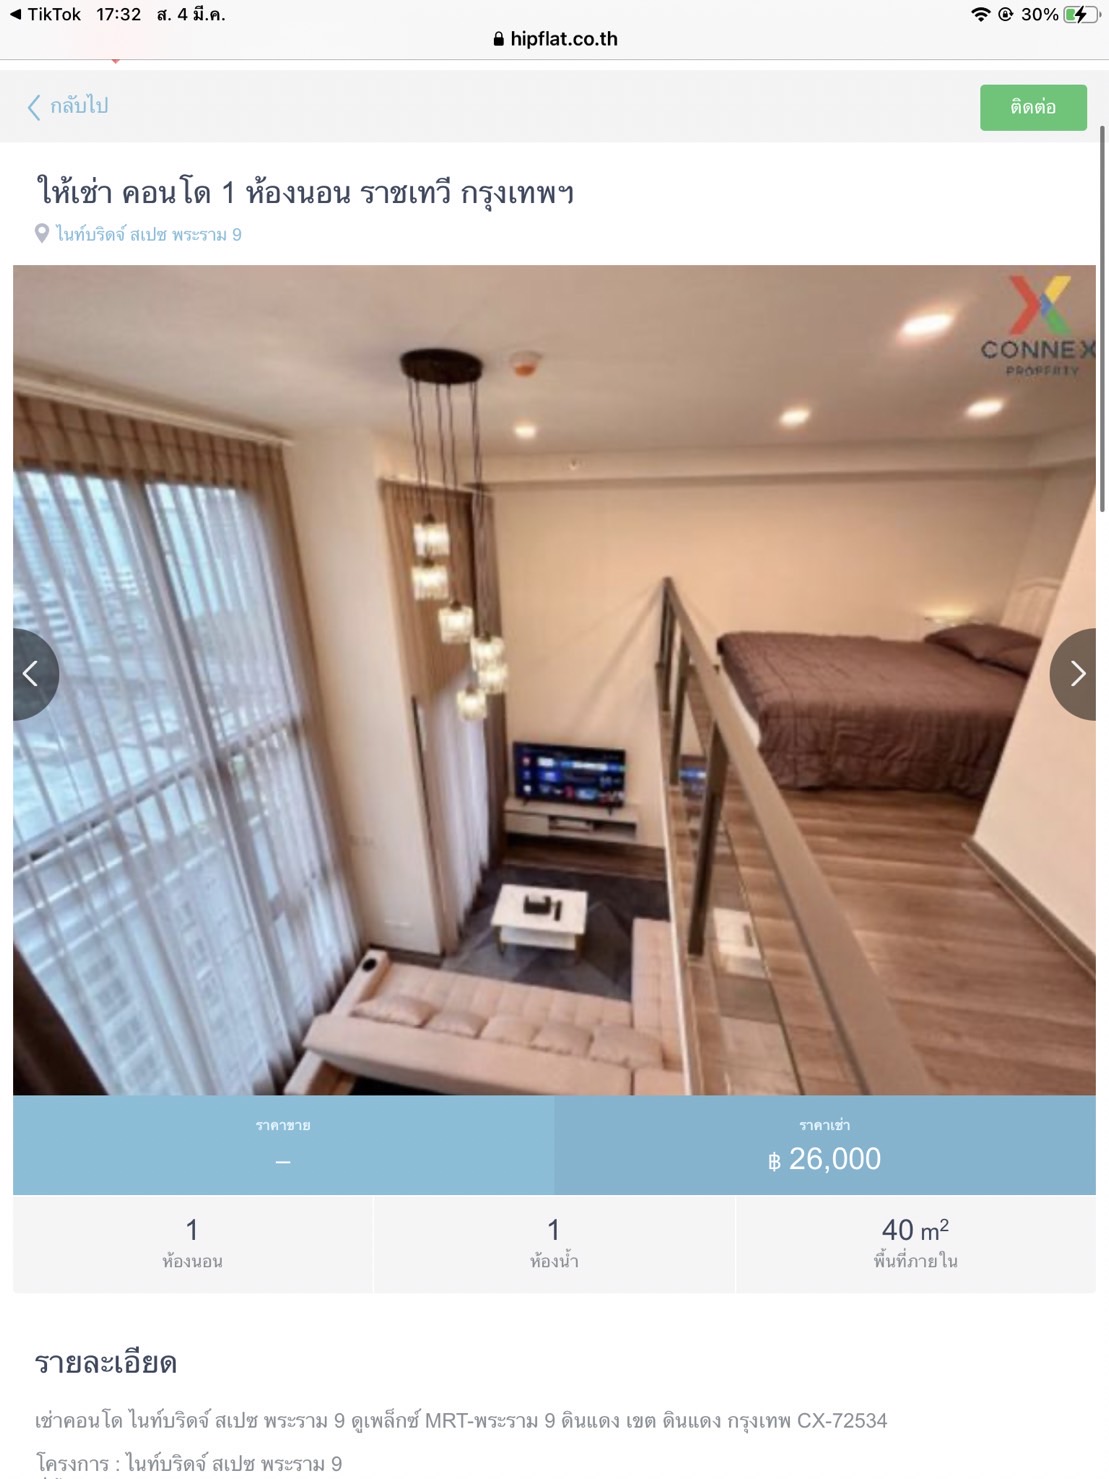 ◀ TikTok 17:32 ส. 4 มี.ค. 30%
hipflat.co.th
กลับไป
ติดต่อ
ให้เช่า คอนโด 1 ห้องนอน ราชเทวี กรุงเทพฯ
ไนท์บริดจ์ สเปซ พระราม 9
CONNEX
PROPERTY
ราคาขาย
–
ราคาเช่า
฿ 26,000
1
ห้องนอน
1
ห้องน้ำ
40 m²
พื้นที่ภายใน
รายละเอียด
เช่าคอนโด ไนท์บริดจ์ สเปซ พระราม 9 ดูเพล็กซ์ MRT-พระราม 9 ดินแดง เขต ดินแดง กรุงเทพ CX-72534
โครงการ : ไนท์บริดจ์ สเปซ พระราม 9